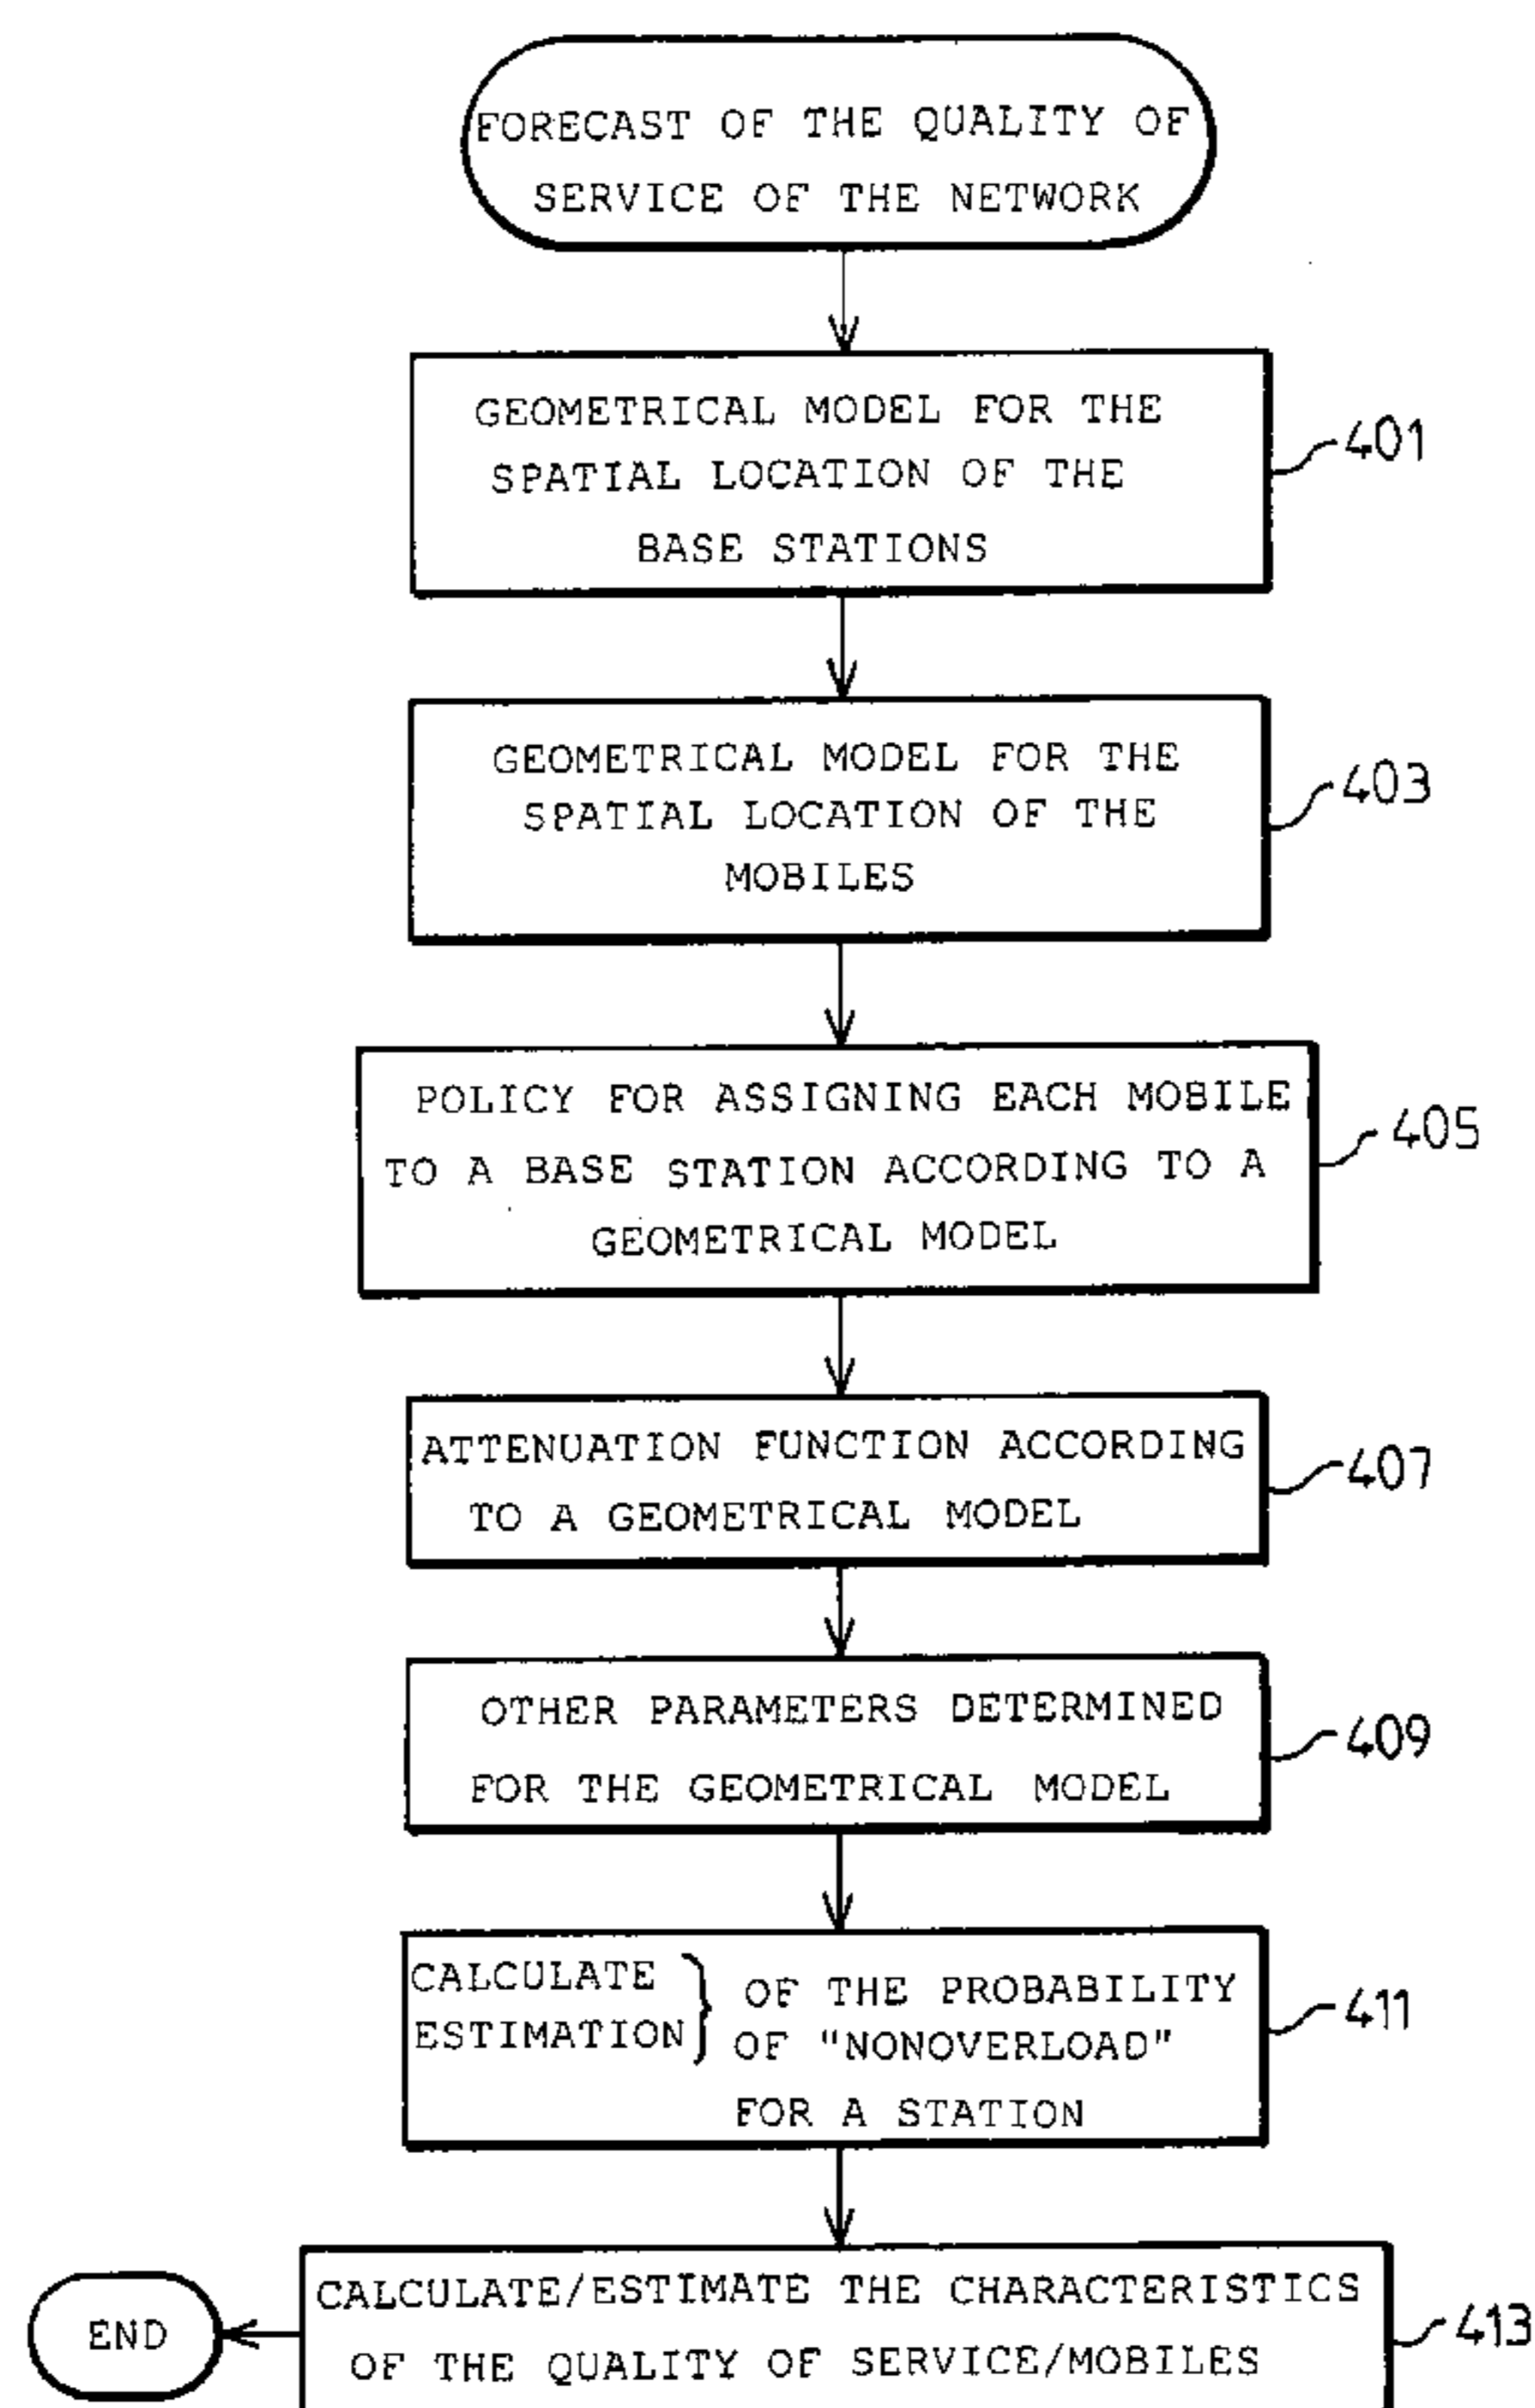 FORECAST OF THE QUALITY OF
SERVICE OF THE NETWORK
GEOMETRICAL MODEL FOR THE
SPATIAL LOCATION OF THE
BASE STATIONS
401
GEOMETRICAL MODEL FOR THE
SPATIAL LOCATION OF THE
MOBILES
403
POLICY FOR ASSIGNING EACH MOBILE
TO A BASE STATION ACCORDING TO A
GEOMETRICAL MODEL
405
ATTENUATION FUNCTION ACCORDING
TO A GEOMETRICAL MODEL
407
OTHER PARAMETERS DETERMINED
FOR THE GEOMETRICAL MODEL
409
CALCULATE
ESTIMATION
OF THE PROBABILITY
OF "NONOVERLOAD"
FOR A STATION
411
CALCULATE/ESTIMATE THE CHARACTERISTICS
OF THE QUALITY OF SERVICE/MOBILES
413
END